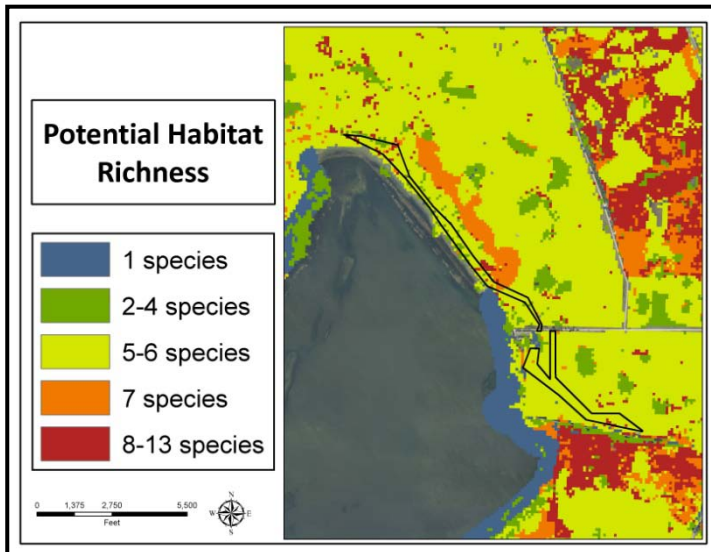 Potential Habitat
Richness
1 species
2-4 species
5-6 species
7 species
8-13 species
0 1,375 2,750 5,500
Feet
N
W E
S